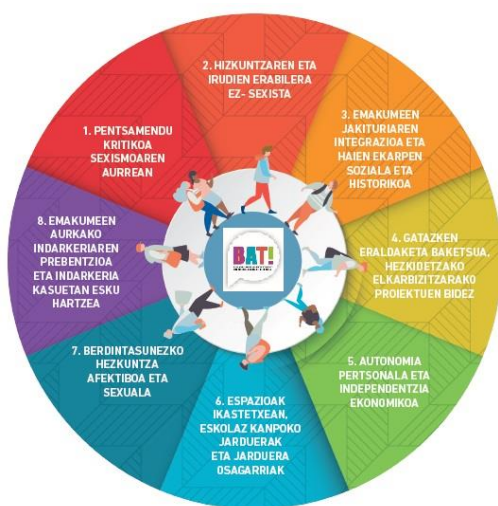 1. PENTSAMENDU
KRITIKOA
SEXISMOAREN
AURREAN
2. HIZKUNTZAREN ETA
IRUDIEN ERABILERA
EZ- SEXISTA
3. EMAKUMEEN
JAKITURIAREN
INTEGRAZIOA ETA
HAIEN EKARPEN
SOZIALA ETA
HISTORIKOA
4. GATAZKEN
ERALDAKETA BAKETSUA,
HEZKIDETZAKO
ELKARBIZITZARAKO
PROIEKTUEN BIDEZ
5. AUTONOMIA
PERTSONALA ETA
INDEPENDENTZIA
EKONOMIKOA
6. ESPAZIOAK
IKASTETXEAN,
ESKOLAZ KANPOKO
JARDUERAK
ETA JARDUERA
OSAGARRIAK
7. BERDINTASUNEZKO
HEZKUNTZA
AFEKTIBOA ETA
SEXUALA
8. EMAKUMEEN
AURKAKO
INDARKERIAREN
PREBENTZIOA
ETA INDARKERIA
KASUETAN ESKU
HARTZEA
BAT!